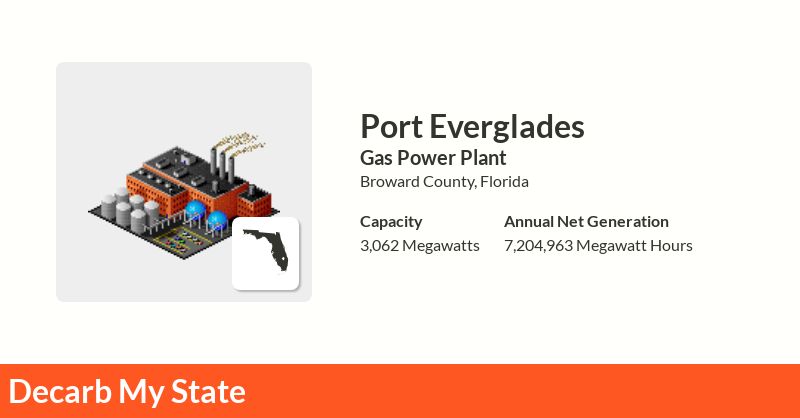 Port Everglades
Gas Power Plant
Broward County, Florida
Capacity
3,062 Megawatts
Annual Net Generation
7,204,963 Megawatt Hours
Decarb My State